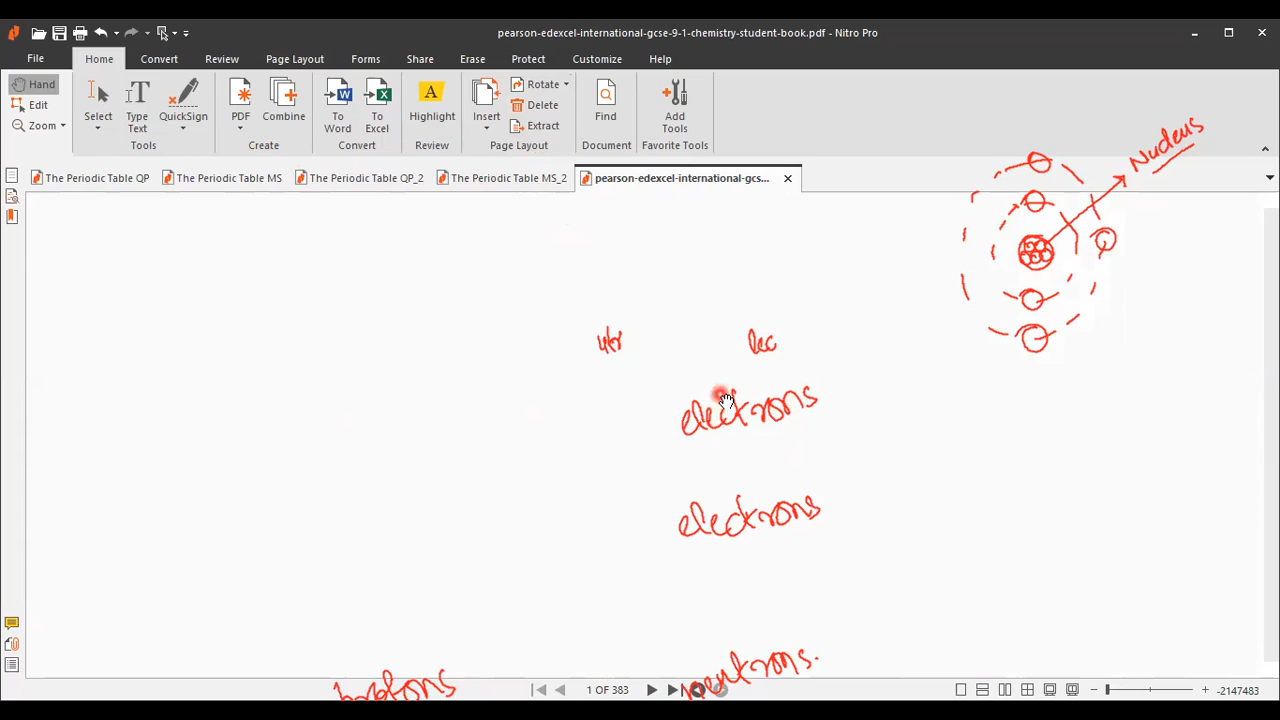 pearson-edexcel-international-gcse-9-1-chemistry-student-book.pdf - Nitro Pro
File Home Convert Review Page Layout Forms Share Erase Protect Customize Help
Hand
Edit
Zoom
Select
Type Text
QuickSign
Tools
PDF
Combine
Create
To Word
To Excel
Convert
Highlight
Review
Insert
Rotate
Delete
Extract
Page Layout
Find
Document
Add Tools
Favorite Tools
The Periodic Table QP
The Periodic Table MS
The Periodic Table QP_2
The Periodic Table MS_2
pearson-edexcel-international-gcs...
Nucleus
electrons
electrons
protons
neutrons.
1 OF 383
-2147483